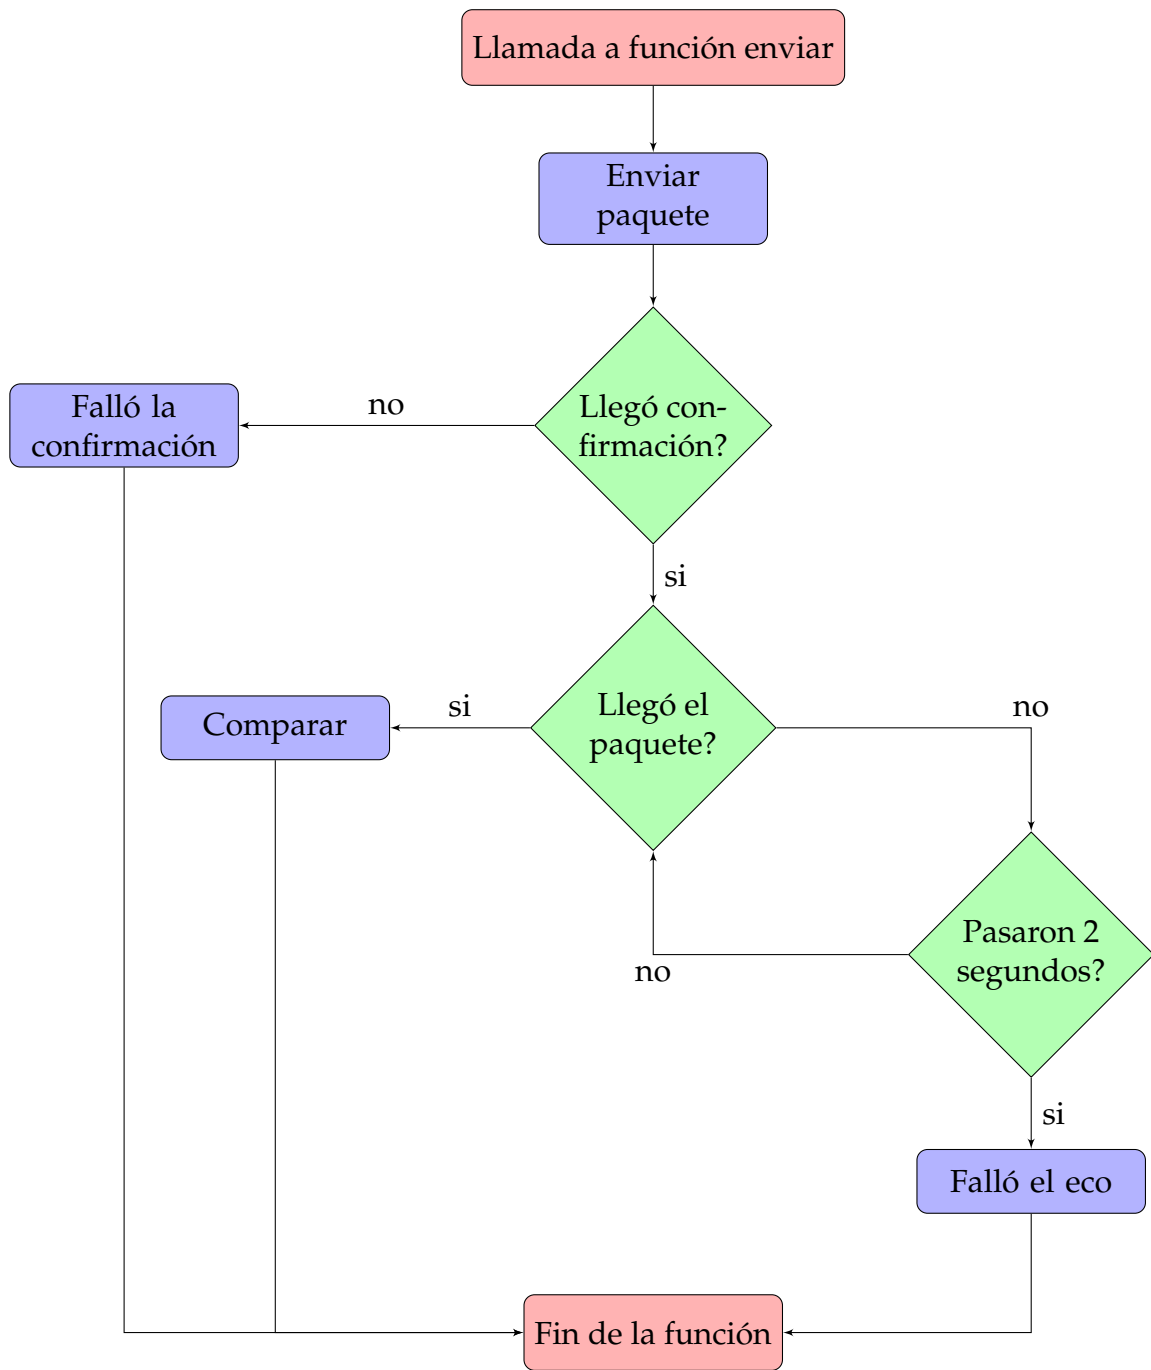 Llamada a función enviar
Enviar
paquete
Llegó con-
firmación?
no
Falló la
confirmación
si
Llegó el
paquete?
si
Comparar
no
Pasaron 2
segundos?
no
si
Falló el eco
Fin de la función